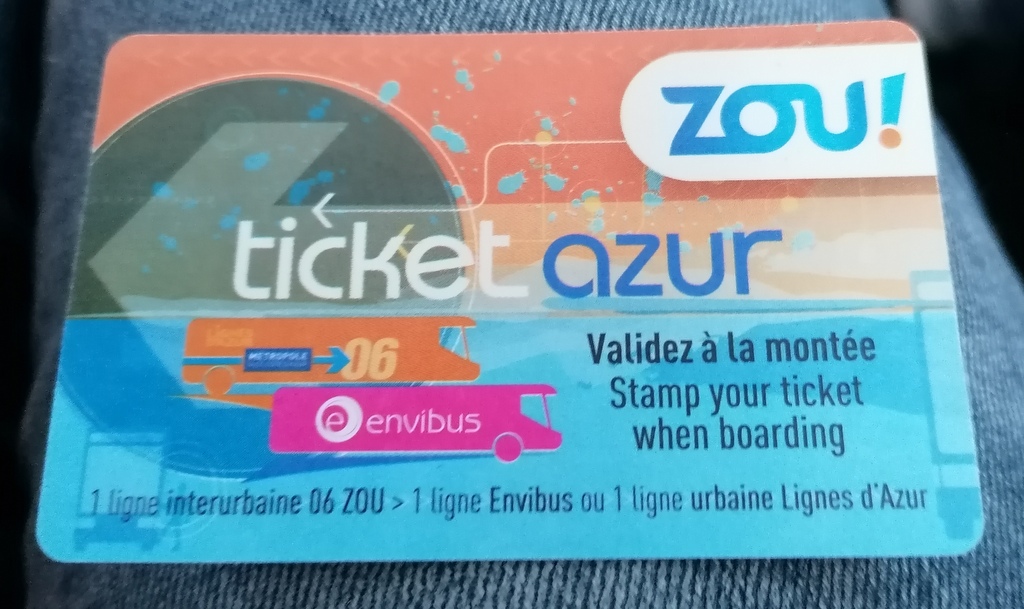 ZOU!
ticket azur
MÉTROPOLE
06
e envibus
Validez à la montée
Stamp your ticket
when boarding
1 ligne interurbaine 06 ZOU > 1 ligne Envibus ou 1 ligne urbaine Lignes d'Azur